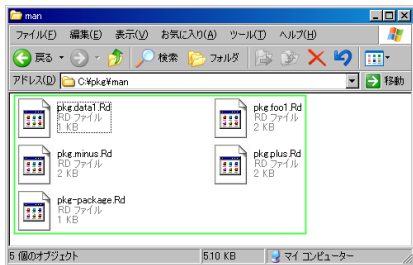 man
ファイル(F) 編集(E) 表示(V) お気に入り(A) ツール(T) ヘルプ(H)
戻る 検索 フォルダ
アドレス(D) C:¥pkg¥man 移動
pkg.data1.Rd
RD ファイル
1 KB
pkg.foo1.Rd
RD ファイル
2 KB
pkg.minus.Rd
RD ファイル
2 KB
pkg.plus.Rd
RD ファイル
2 KB
pkg-package.Rd
RD ファイル
1 KB
5 個のオブジェクト 510 KB マイ コンピューター